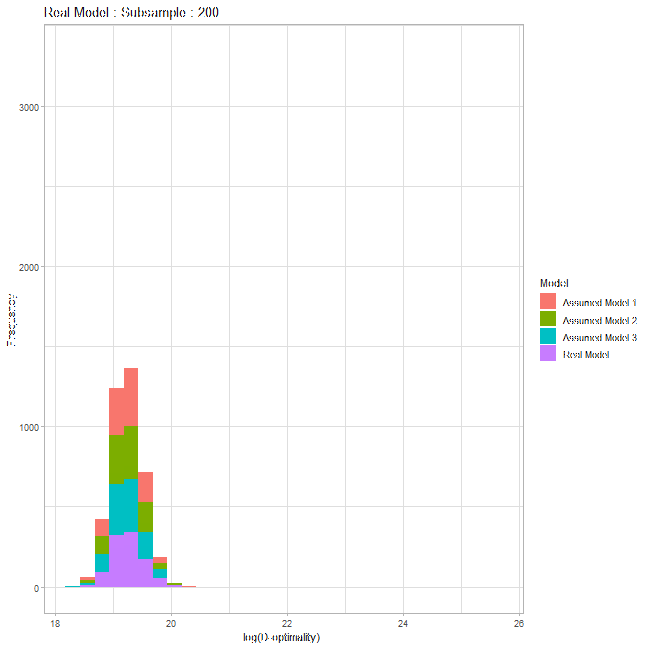 Real Model : Subsample : 200
3000
2000
1000
0
Frequency
18
20
22
24
26
log(D-optimality)
Model
Assumed Model 1
Assumed Model 2
Assumed Model 3
Real Model